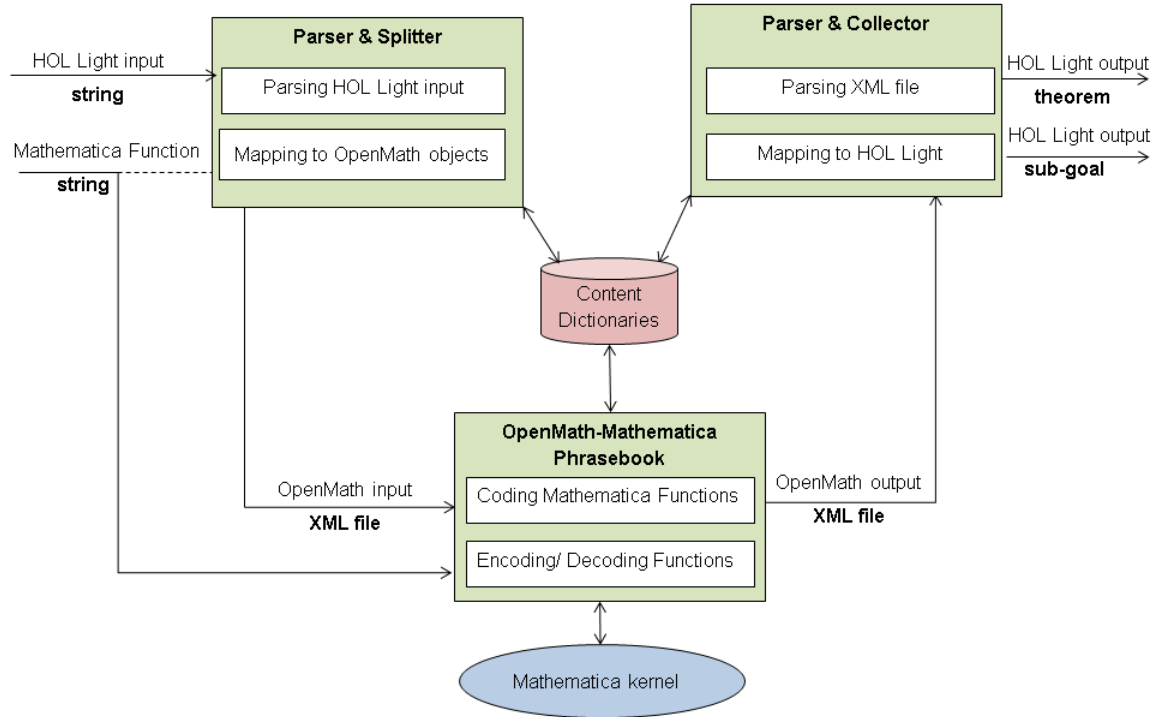 Parser & Splitter
HOL Light input
string
Parsing HOL Light input
Mathematica Function
string
Mapping to OpenMath objects
Parser & Collector
Parsing XML file
Mapping to HOL Light
HOL Light output
theorem
HOL Light output
sub-goal
Content
Dictionaries
OpenMath-Mathematica
Phrasebook
OpenMath input
XML file
Coding Mathematica Functions
Encoding/ Decoding Functions
OpenMath output
XML file
Mathematica kernel